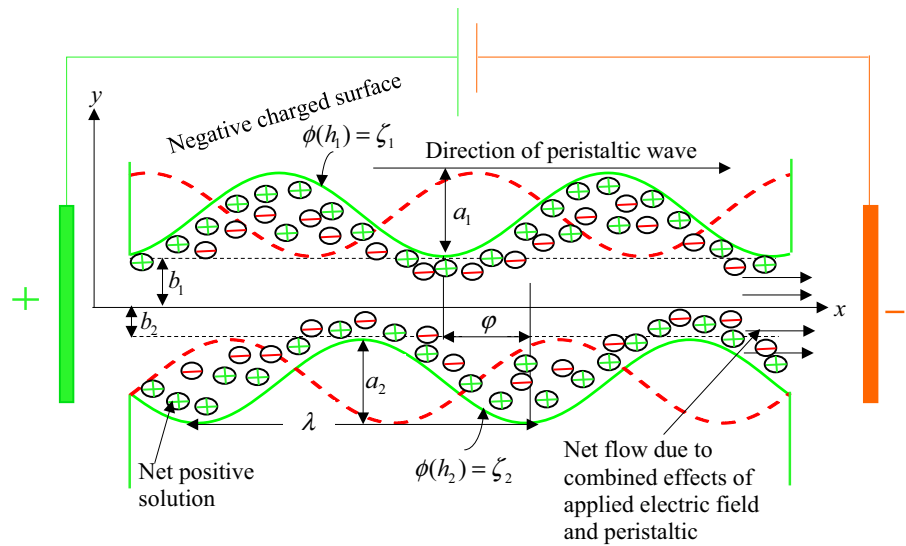 y
Negative charged surface
ϕ(h₁) = ζ₁
Direction of peristaltic wave
a₁
b₁
+
x
b₂
φ
−
a₂
λ
Net positive
solution
ϕ(h₂) = ζ₂
Net flow due to
combined effects of
applied electric field
and peristaltic